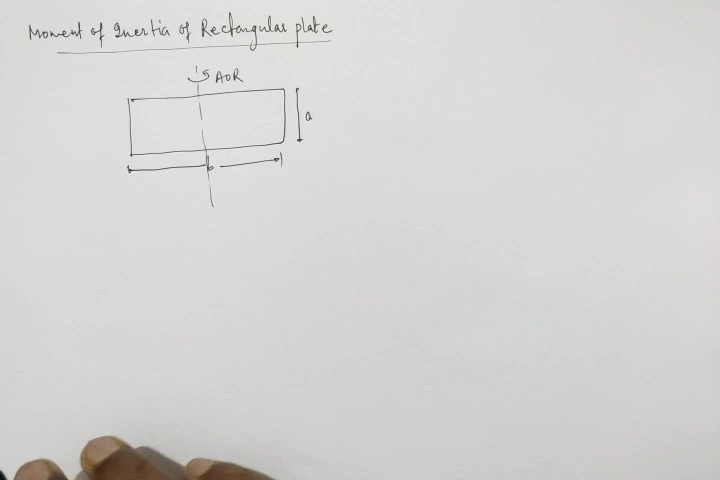 Moment of Inertia of Rectangular plate
AOR
a
b